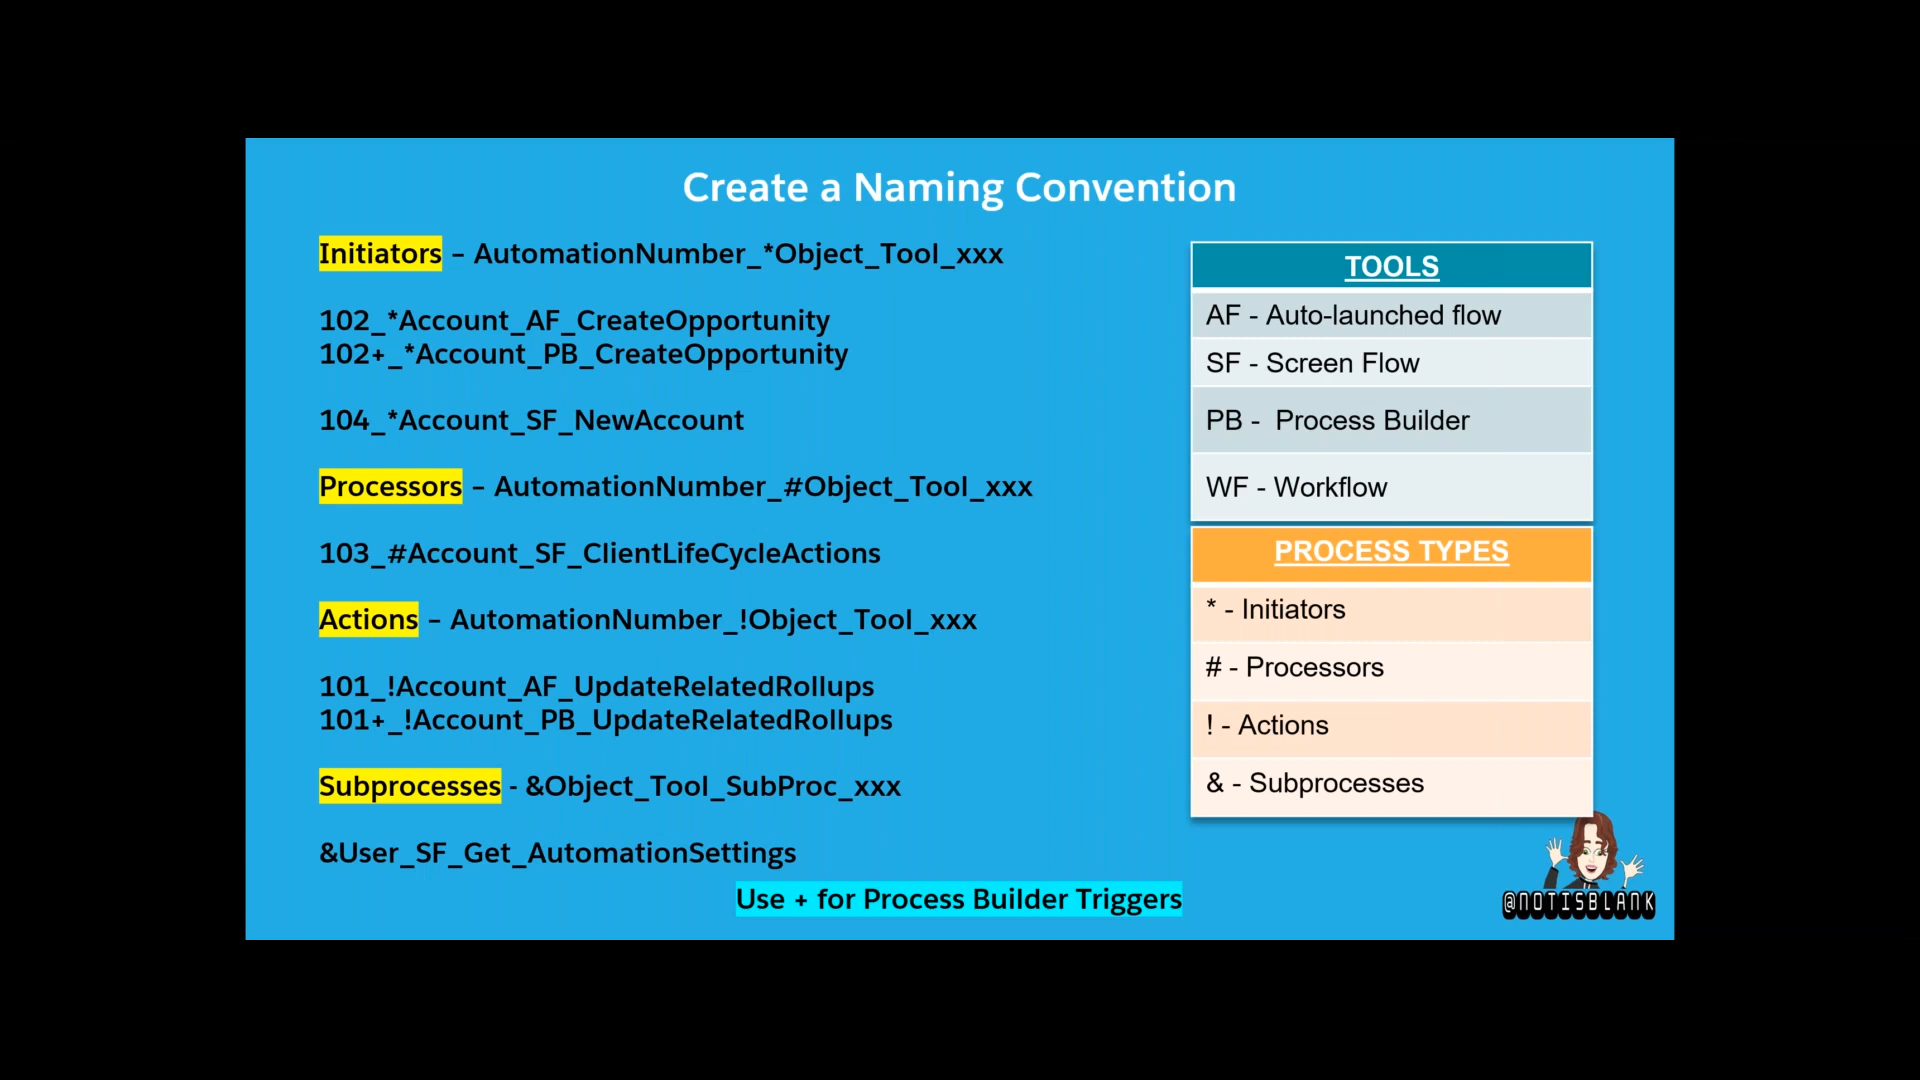 Create a Naming Convention
Initiators – AutomationNumber_*Object_Tool_xxx
102_*Account_AF_CreateOpportunity
102+_*Account_PB_CreateOpportunity
104_*Account_SF_NewAccount
Processors – AutomationNumber_#Object_Tool_xxx
103_#Account_SF_ClientLifeCycleActions
Actions – AutomationNumber_!Object_Tool_xxx
101_!Account_AF_UpdateRelatedRollups
101+_!Account_PB_UpdateRelatedRollups
Subprocesses - &Object_Tool_SubProc_xxx
&User_SF_Get_AutomationSettings
Use + for Process Builder Triggers
TOOLS
AF - Auto-launched flow
SF - Screen Flow
PB - Process Builder
WF - Workflow
PROCESS TYPES
* - Initiators
# - Processors
! - Actions
& - Subprocesses
@NOTISBLANK